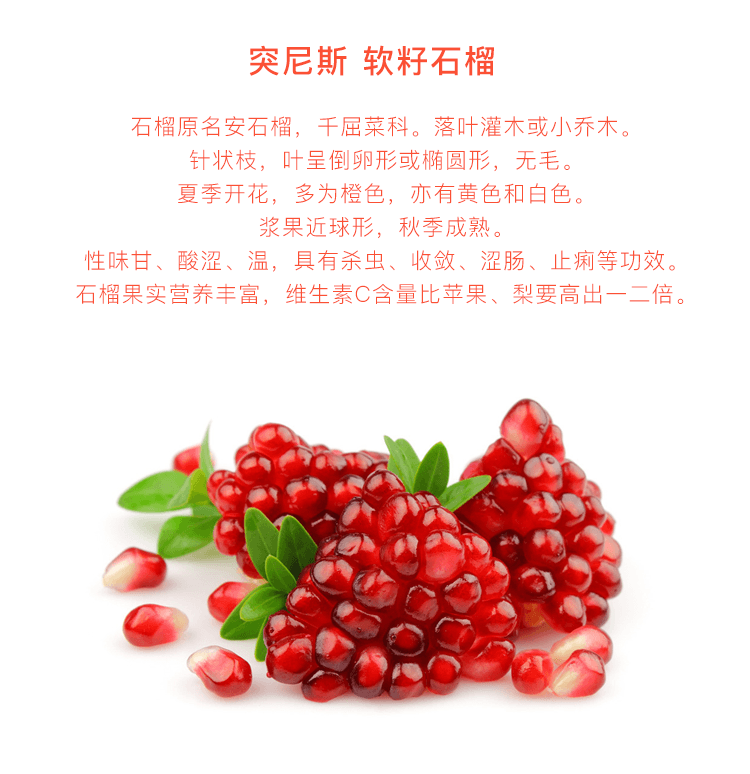 突尼斯 软籽石榴
石榴原名安石榴，千屈菜科。落叶灌木或小乔木。
针状枝，叶呈倒卵形或椭圆形，无毛。
夏季开花，多为橙色，亦有黄色和白色。
浆果近球形，秋季成熟。
性味甘、酸涩、温，具有杀虫、收敛、涩肠、止痢等功效。
石榴果实营养丰富，维生素C含量比苹果、梨要高出一二倍。